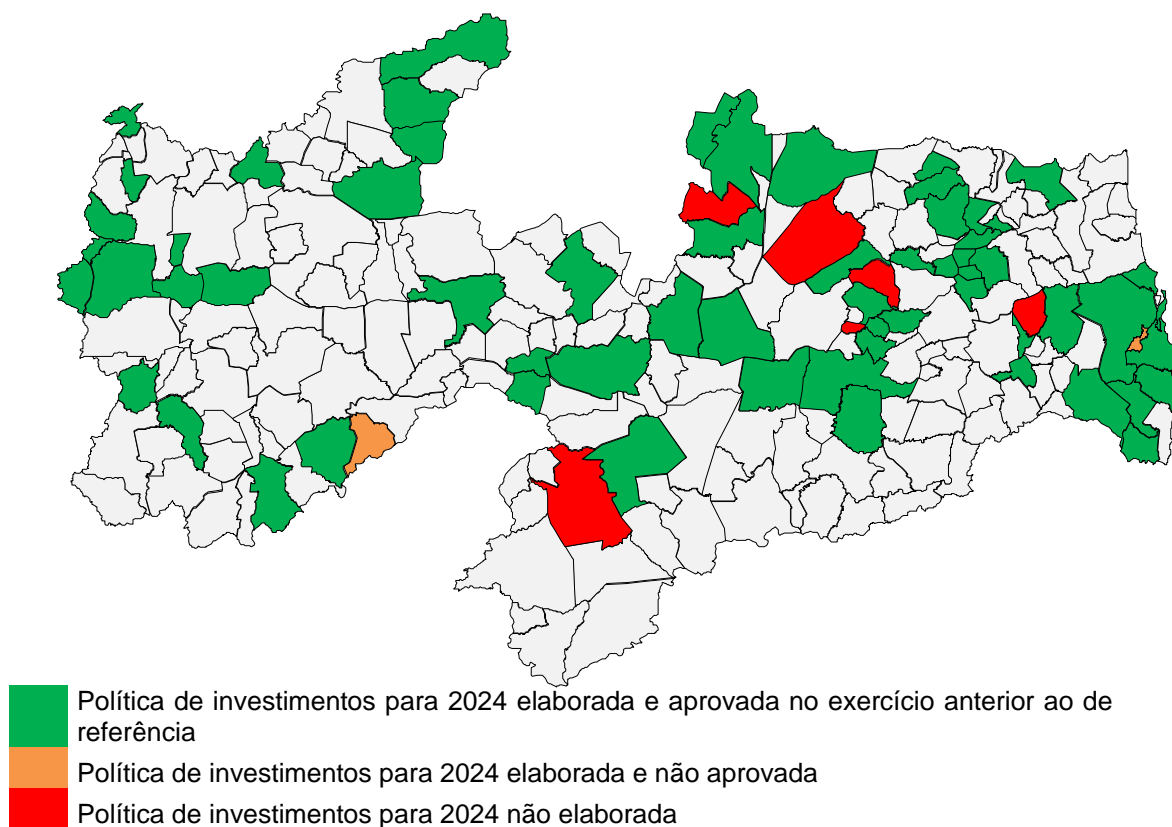 Política de investimentos para 2024 elaborada e aprovada no exercício anterior ao de
referência
Política de investimentos para 2024 elaborada e não aprovada
Política de investimentos para 2024 não elaborada